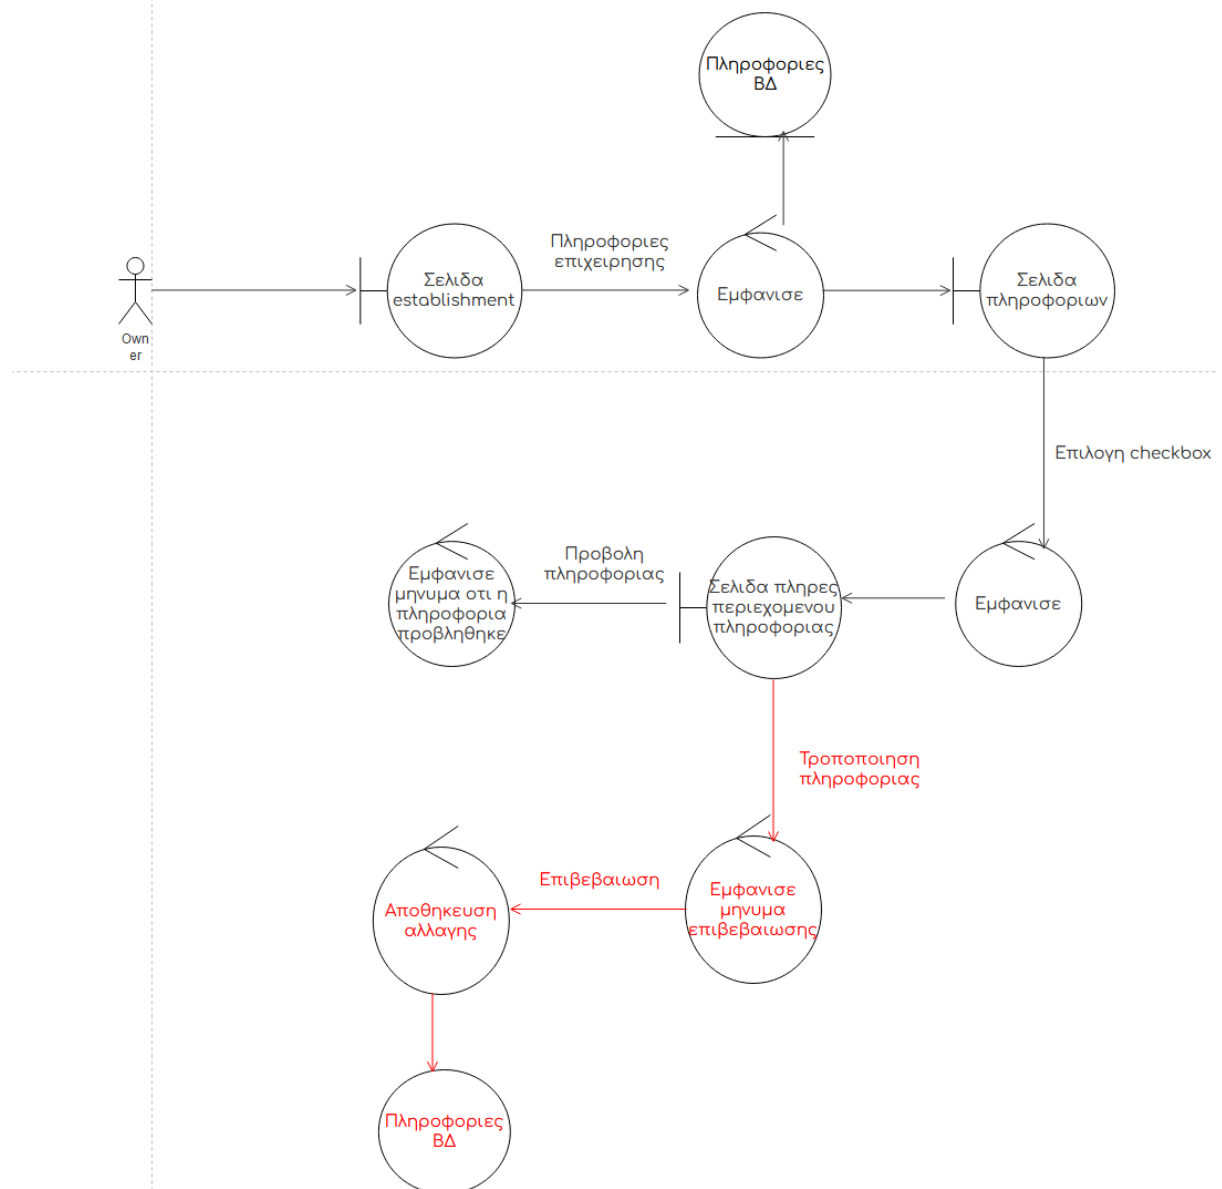 Πληροφοριες
ΒΔ
Πληροφοριες
επιχειρησης
Σελιδα
establishment
Εμφανισε
Σελιδα
πληροφοριων
Own
er
Επιλογη checkbox
Προβολη
πληροφοριας
Εμφανισε
μηνυμα οτι η
πληροφορια
προβληθηκε
Σελιδα πληρες
περιεχομενου
πληροφοριας
Εμφανισε
Τροποποιηση
πληροφοριας
Επιβεβαιωση
Εμφανισε
μηνυμα
επιβεβαιωσης
Αποθηκευση
αλλαγης
Πληροφοριες
ΒΔ